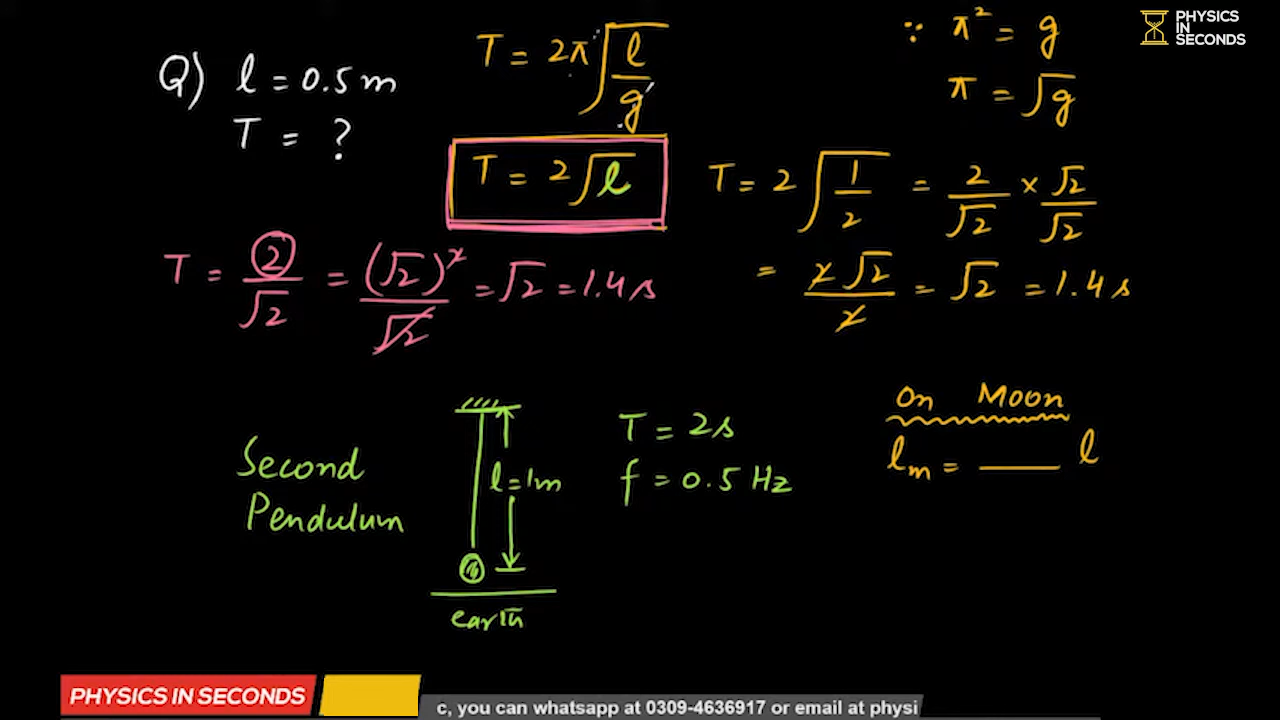 PHYSICS
IN
SECONDS
Q) l = 0.5 m
T = ?
T = 2π√(l/g)
∵ π² = g
π = √g
T = 2√l
T = 2√(1/2) = 2/√2 × √2/√2
= 2√2/2 = √2 = 1.4 s
T = 2/√2 = (√2)²/√2 = √2 = 1.4 s
Second
Pendulum
l = 1m
earth
T = 2s
f = 0.5 Hz
On Moon
lm = ____ l
PHYSICS IN SECONDS
c, you can whatsapp at 0309-4636917 or email at physi